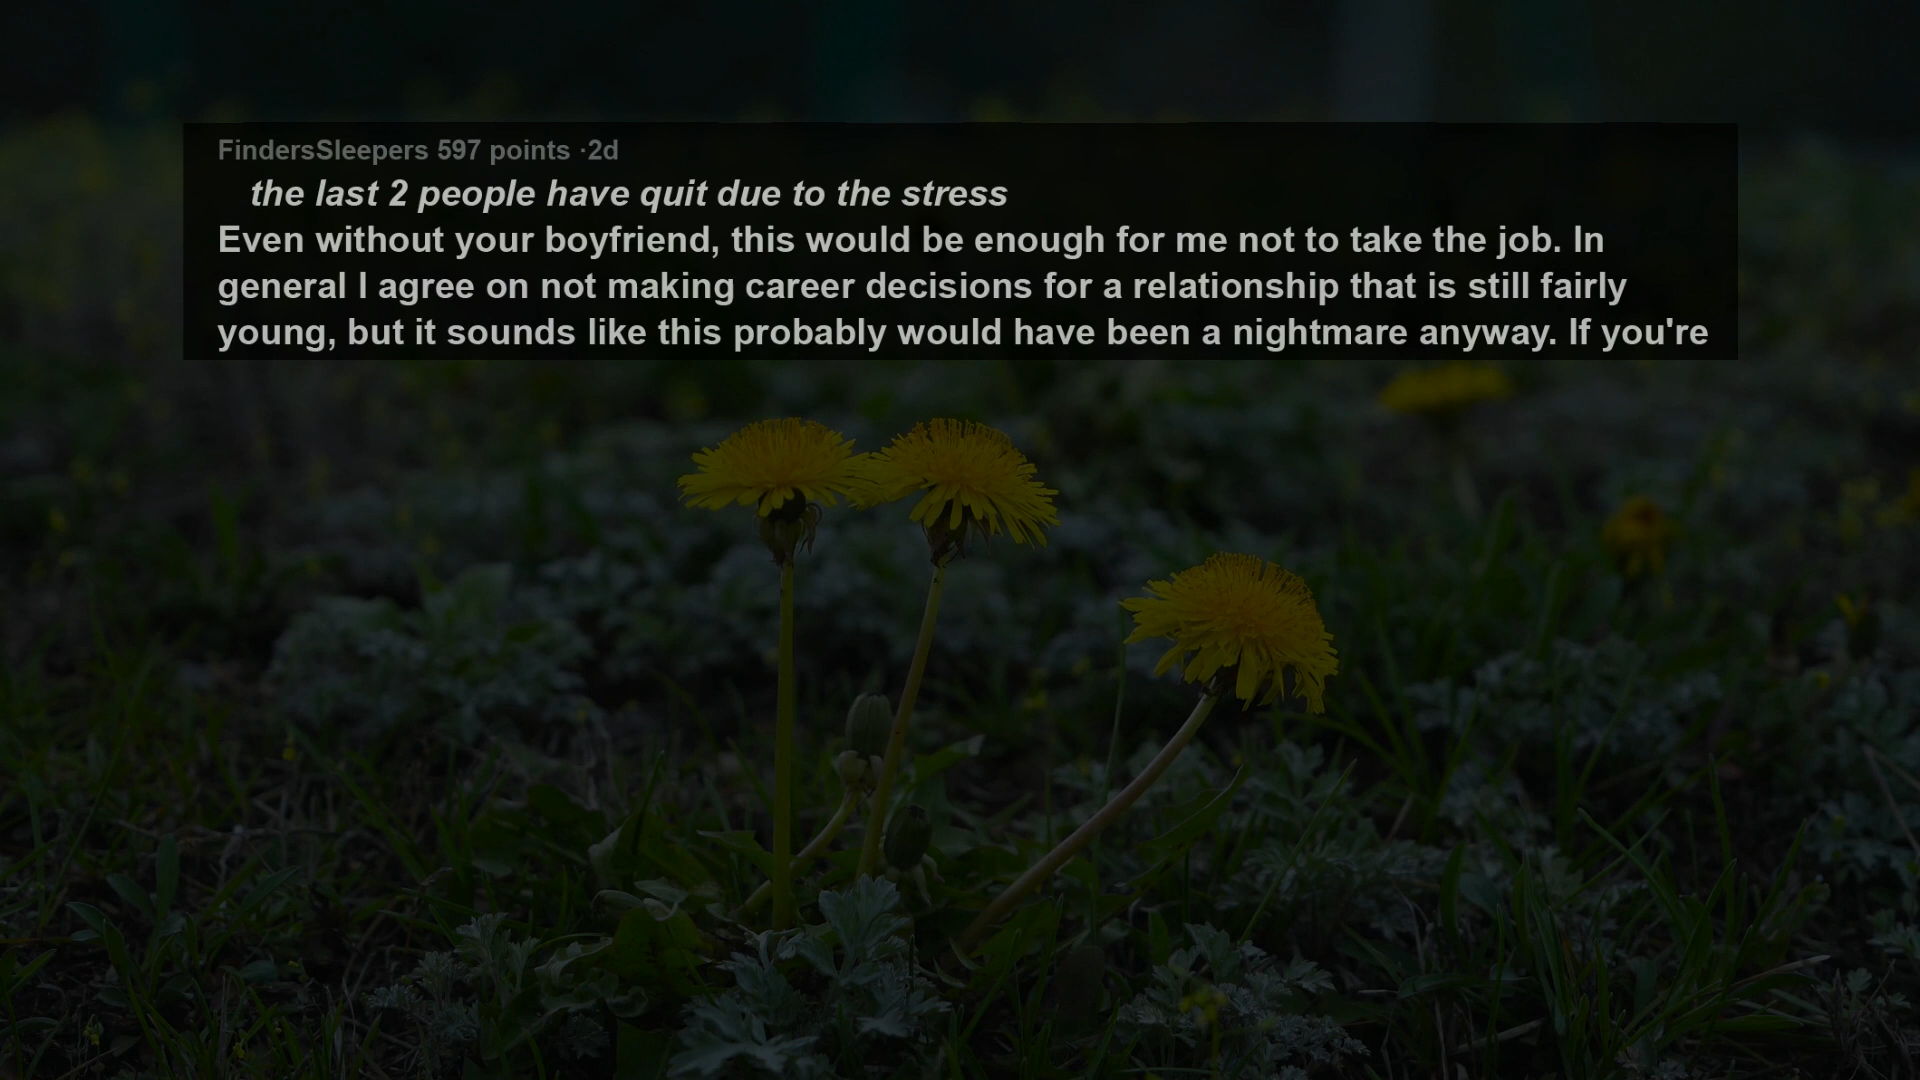 FindersSleepers 597 points ·2d
the last 2 people have quit due to the stress
Even without your boyfriend, this would be enough for me not to take the job. In
general I agree on not making career decisions for a relationship that is still fairly
young, but it sounds like this probably would have been a nightmare anyway. If you're